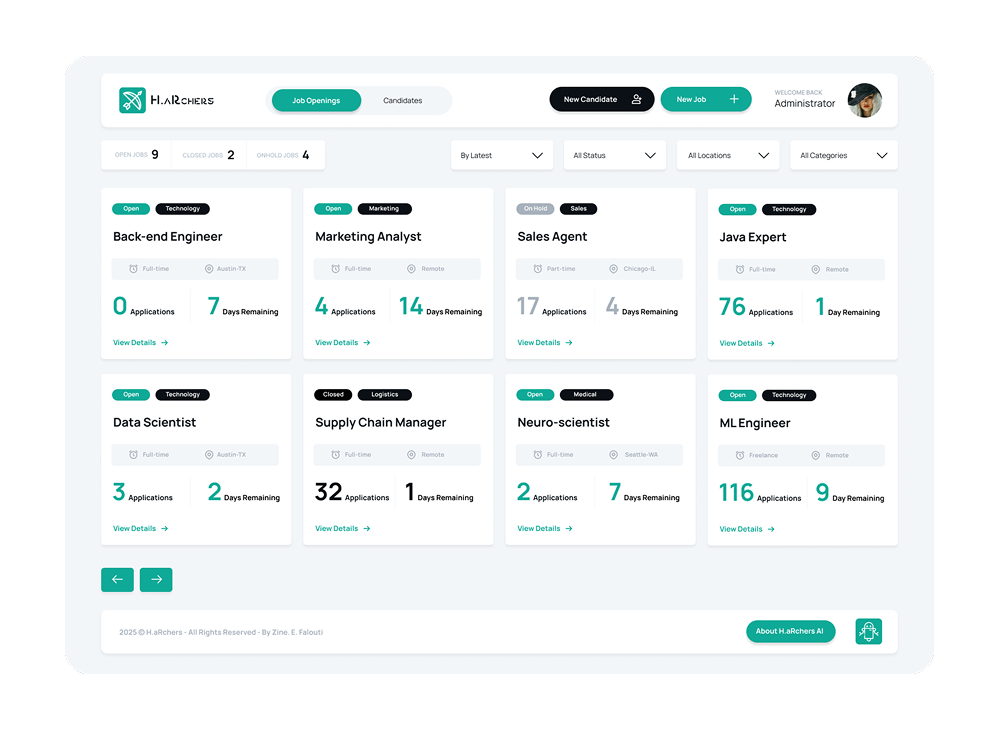 H.aRchers
Job Openings
Candidates
New Candidate
New Job
WELCOME BACK
Administrator
OPEN JOBS 9
CLOSED JOBS 2
ONHOLD JOBS 4
By Latest
All Status
All Locations
All Categories
Open Technology
Back-end Engineer
Full-time Austin-TX
0 Applications 7 Days Remaining
View Details
Open Marketing
Marketing Analyst
Full-time Remote
4 Applications 14 Days Remaining
View Details
On Hold Sales
Sales Agent
Part-time Chicago-IL
17 Applications 4 Days Remaining
View Details
Open Technology
Java Expert
Full-time Remote
76 Applications 1 Day Remaining
View Details
Open Technology
Data Scientist
Full-time Austin-TX
3 Applications 2 Days Remaining
View Details
Closed Logistics
Supply Chain Manager
Full-time Remote
32 Applications 1 Days Remaining
View Details
Open Medical
Neuro-scientist
Full-time Seattle-WA
2 Applications 7 Days Remaining
View Details
Open Technology
ML Engineer
Freelance Remote
116 Applications 9 Day Remaining
View Details
2025 © H.aRchers - All Rights Reserved - By Zine. E. Falouti
About H.aRchers AI